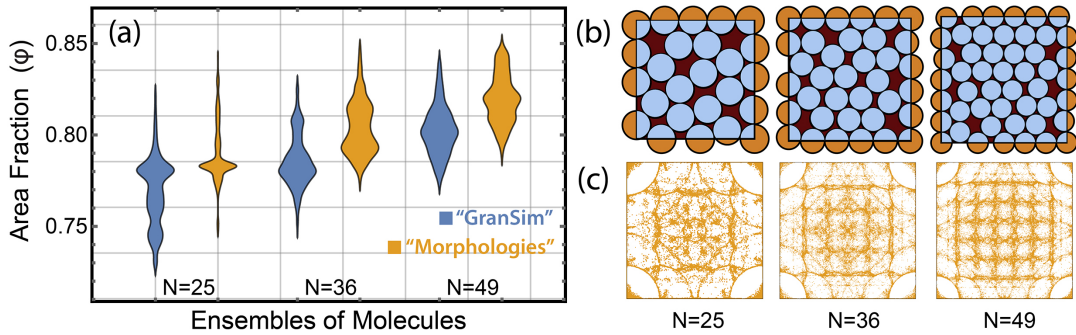 (a)
Area Fraction (φ)
0.85
0.80
0.75
"GranSim"
"Morphologies"
N=25 N=36 N=49
Ensembles of Molecules
(b)
(c)
N=25 N=36 N=49